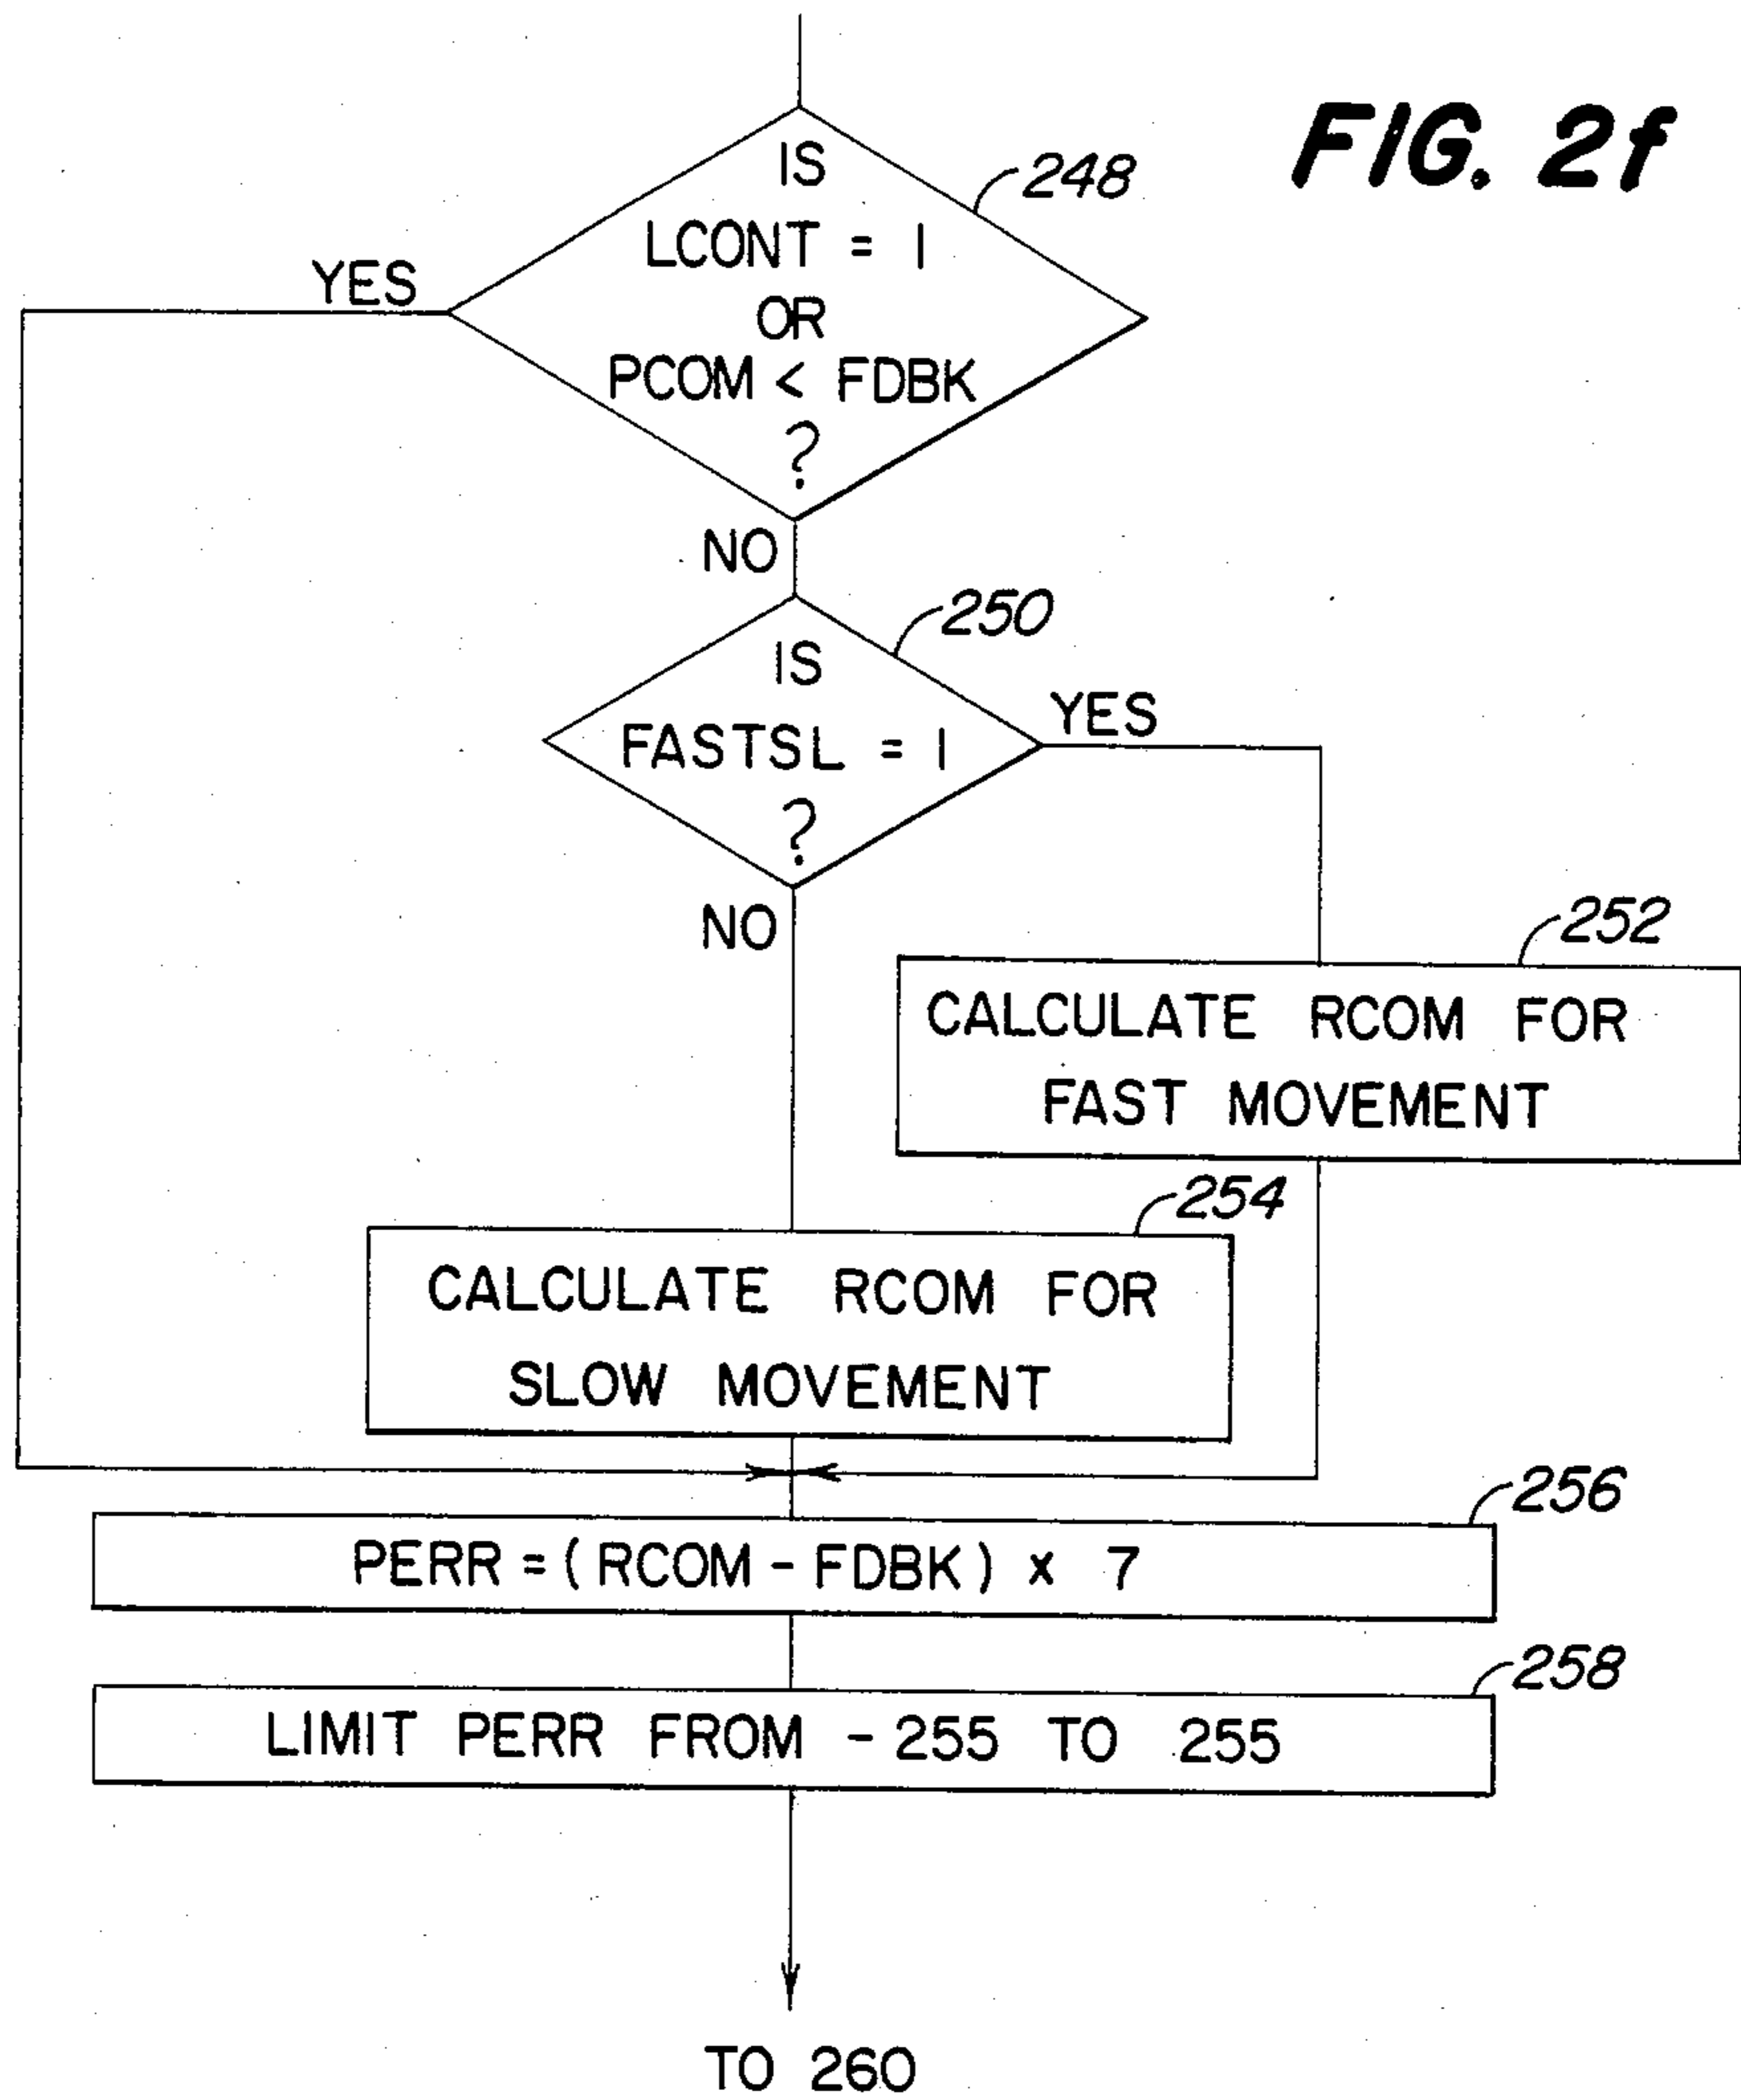 FIG. 2f
IS
248
LCONT = 1
YES
OR
PCOM < FDBK
?
NO
250
IS
YES
FASTSL = 1
?
NO
252
CALCULATE RCOM FOR
FAST MOVEMENT
254
CALCULATE RCOM FOR
SLOW MOVEMENT
256
PERR = ( RCOM - FDBK ) x 7
258
LIMIT PERR FROM - 255 TO 255
TO 260